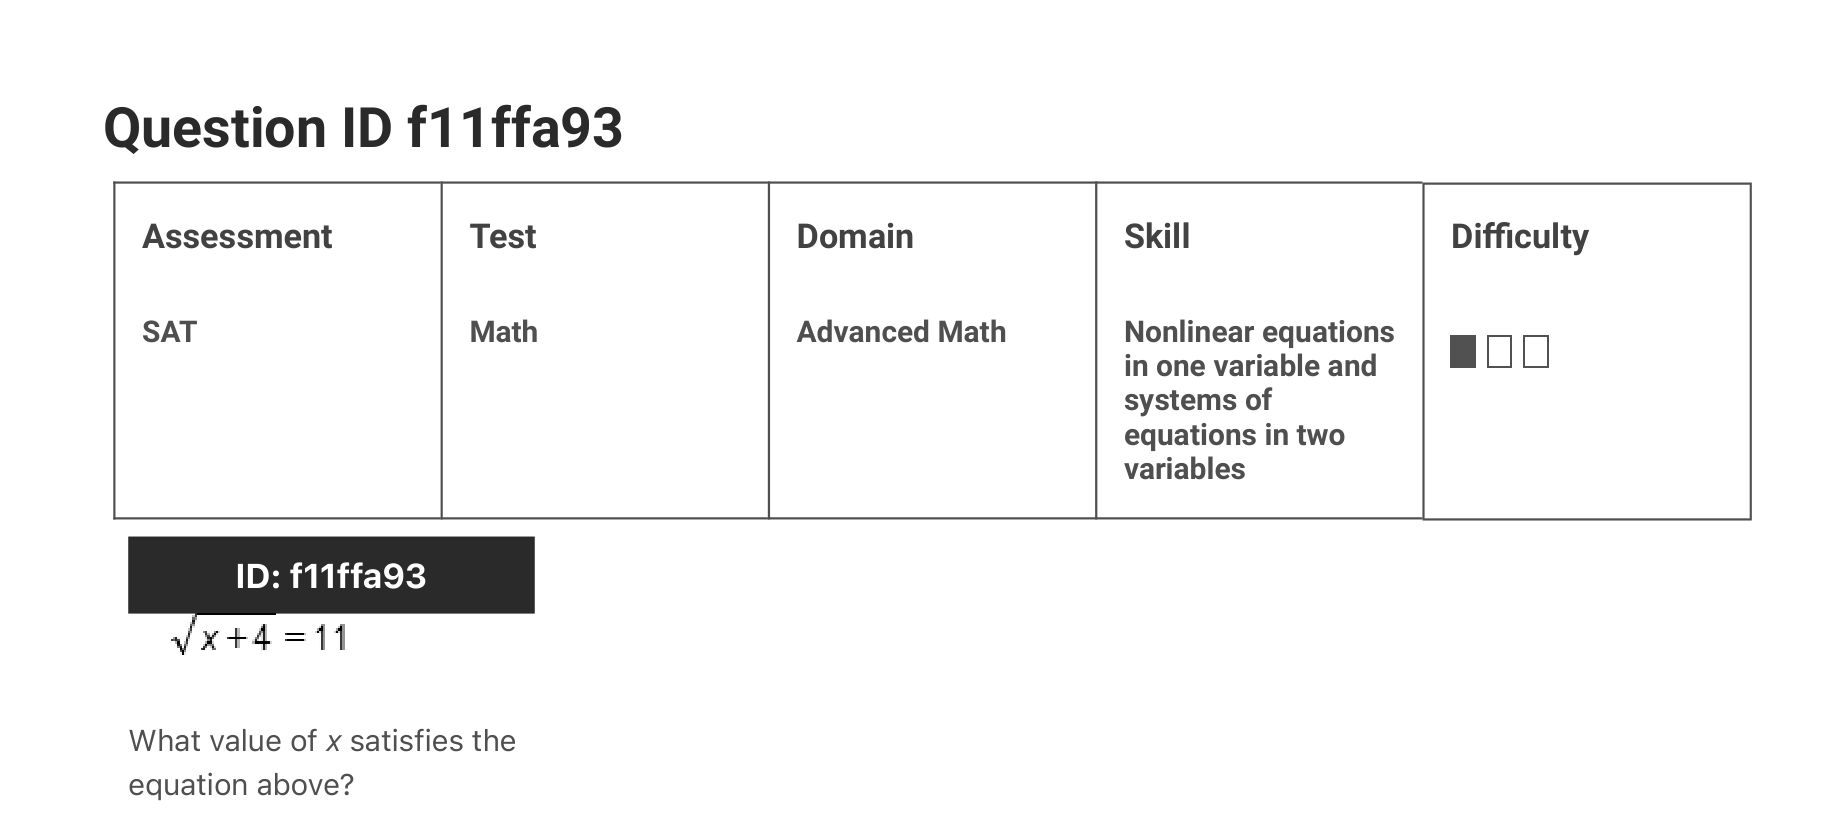 Question ID f11ffa93
Assessment
SAT
Test
Math
Domain
Advanced Math
Skill
Nonlinear equations
in one variable and
systems of
equations in two
variables
Difficulty
ID: f11ffa93
√x+4 = 11
What value of x satisfies the
equation above?